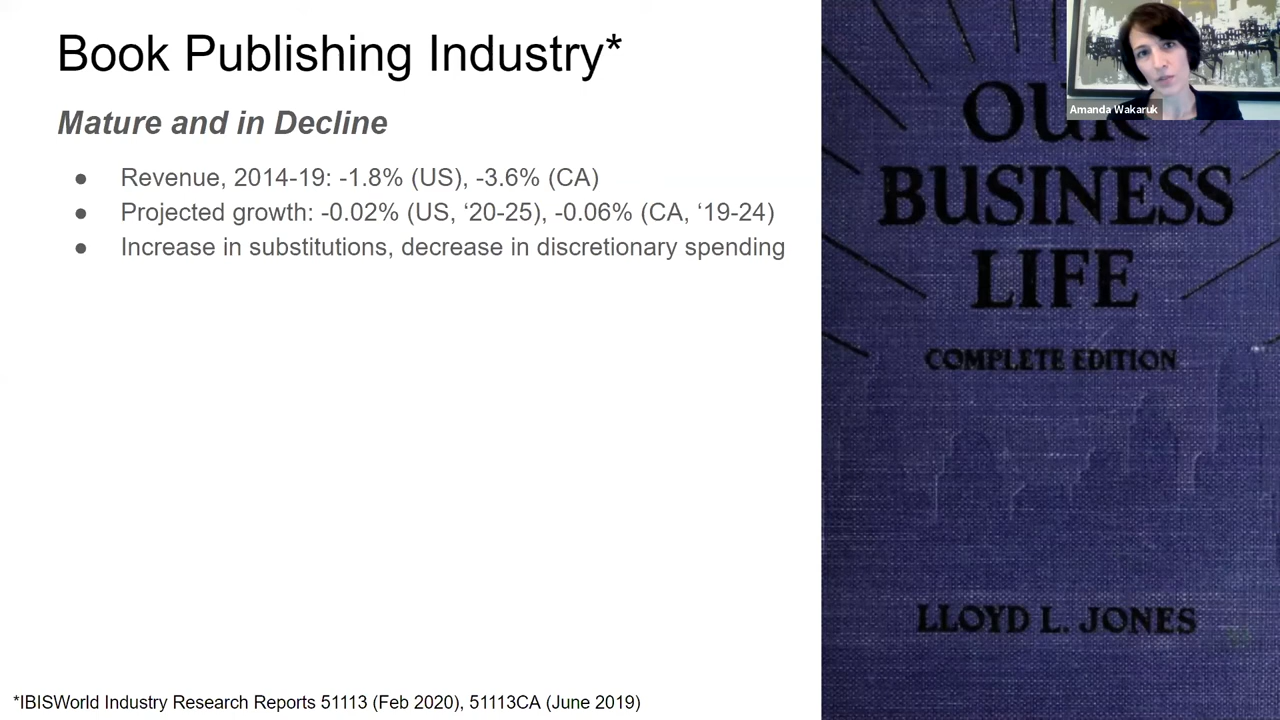 Book Publishing Industry*
Mature and in Decline
● Revenue, 2014-19: -1.8% (US), -3.6% (CA)
● Projected growth: -0.02% (US, ‘20-25), -0.06% (CA, ‘19-24)
● Increase in substitutions, decrease in discretionary spending
*IBISWorld Industry Research Reports 51113 (Feb 2020), 51113CA (June 2019)
Amanda Wakaruk
OUR
BUSINESS
LIFE
COMPLETE EDITION
LLOYD L. JONES